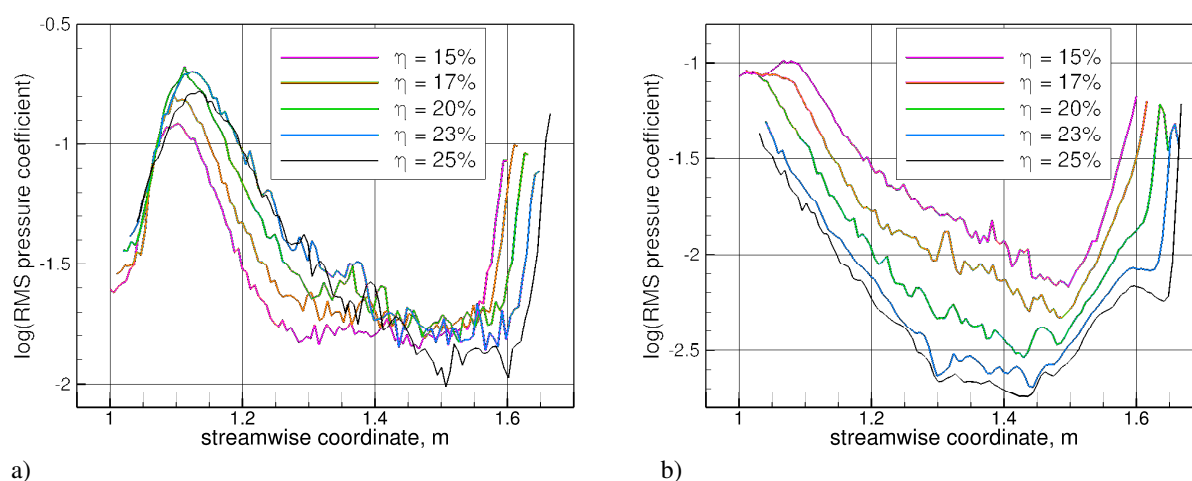 -0.5
-1
-1.5
-2
log(RMS pressure coefficient)
η = 15%
η = 17%
η = 20%
η = 23%
η = 25%
1
1.2
1.4
1.6
streamwise coordinate, m
a)
-1
-1.5
-2
-2.5
log(RMS pressure coefficient)
η = 15%
η = 17%
η = 20%
η = 23%
η = 25%
1
1.2
1.4
1.6
streamwise coordinate, m
b)